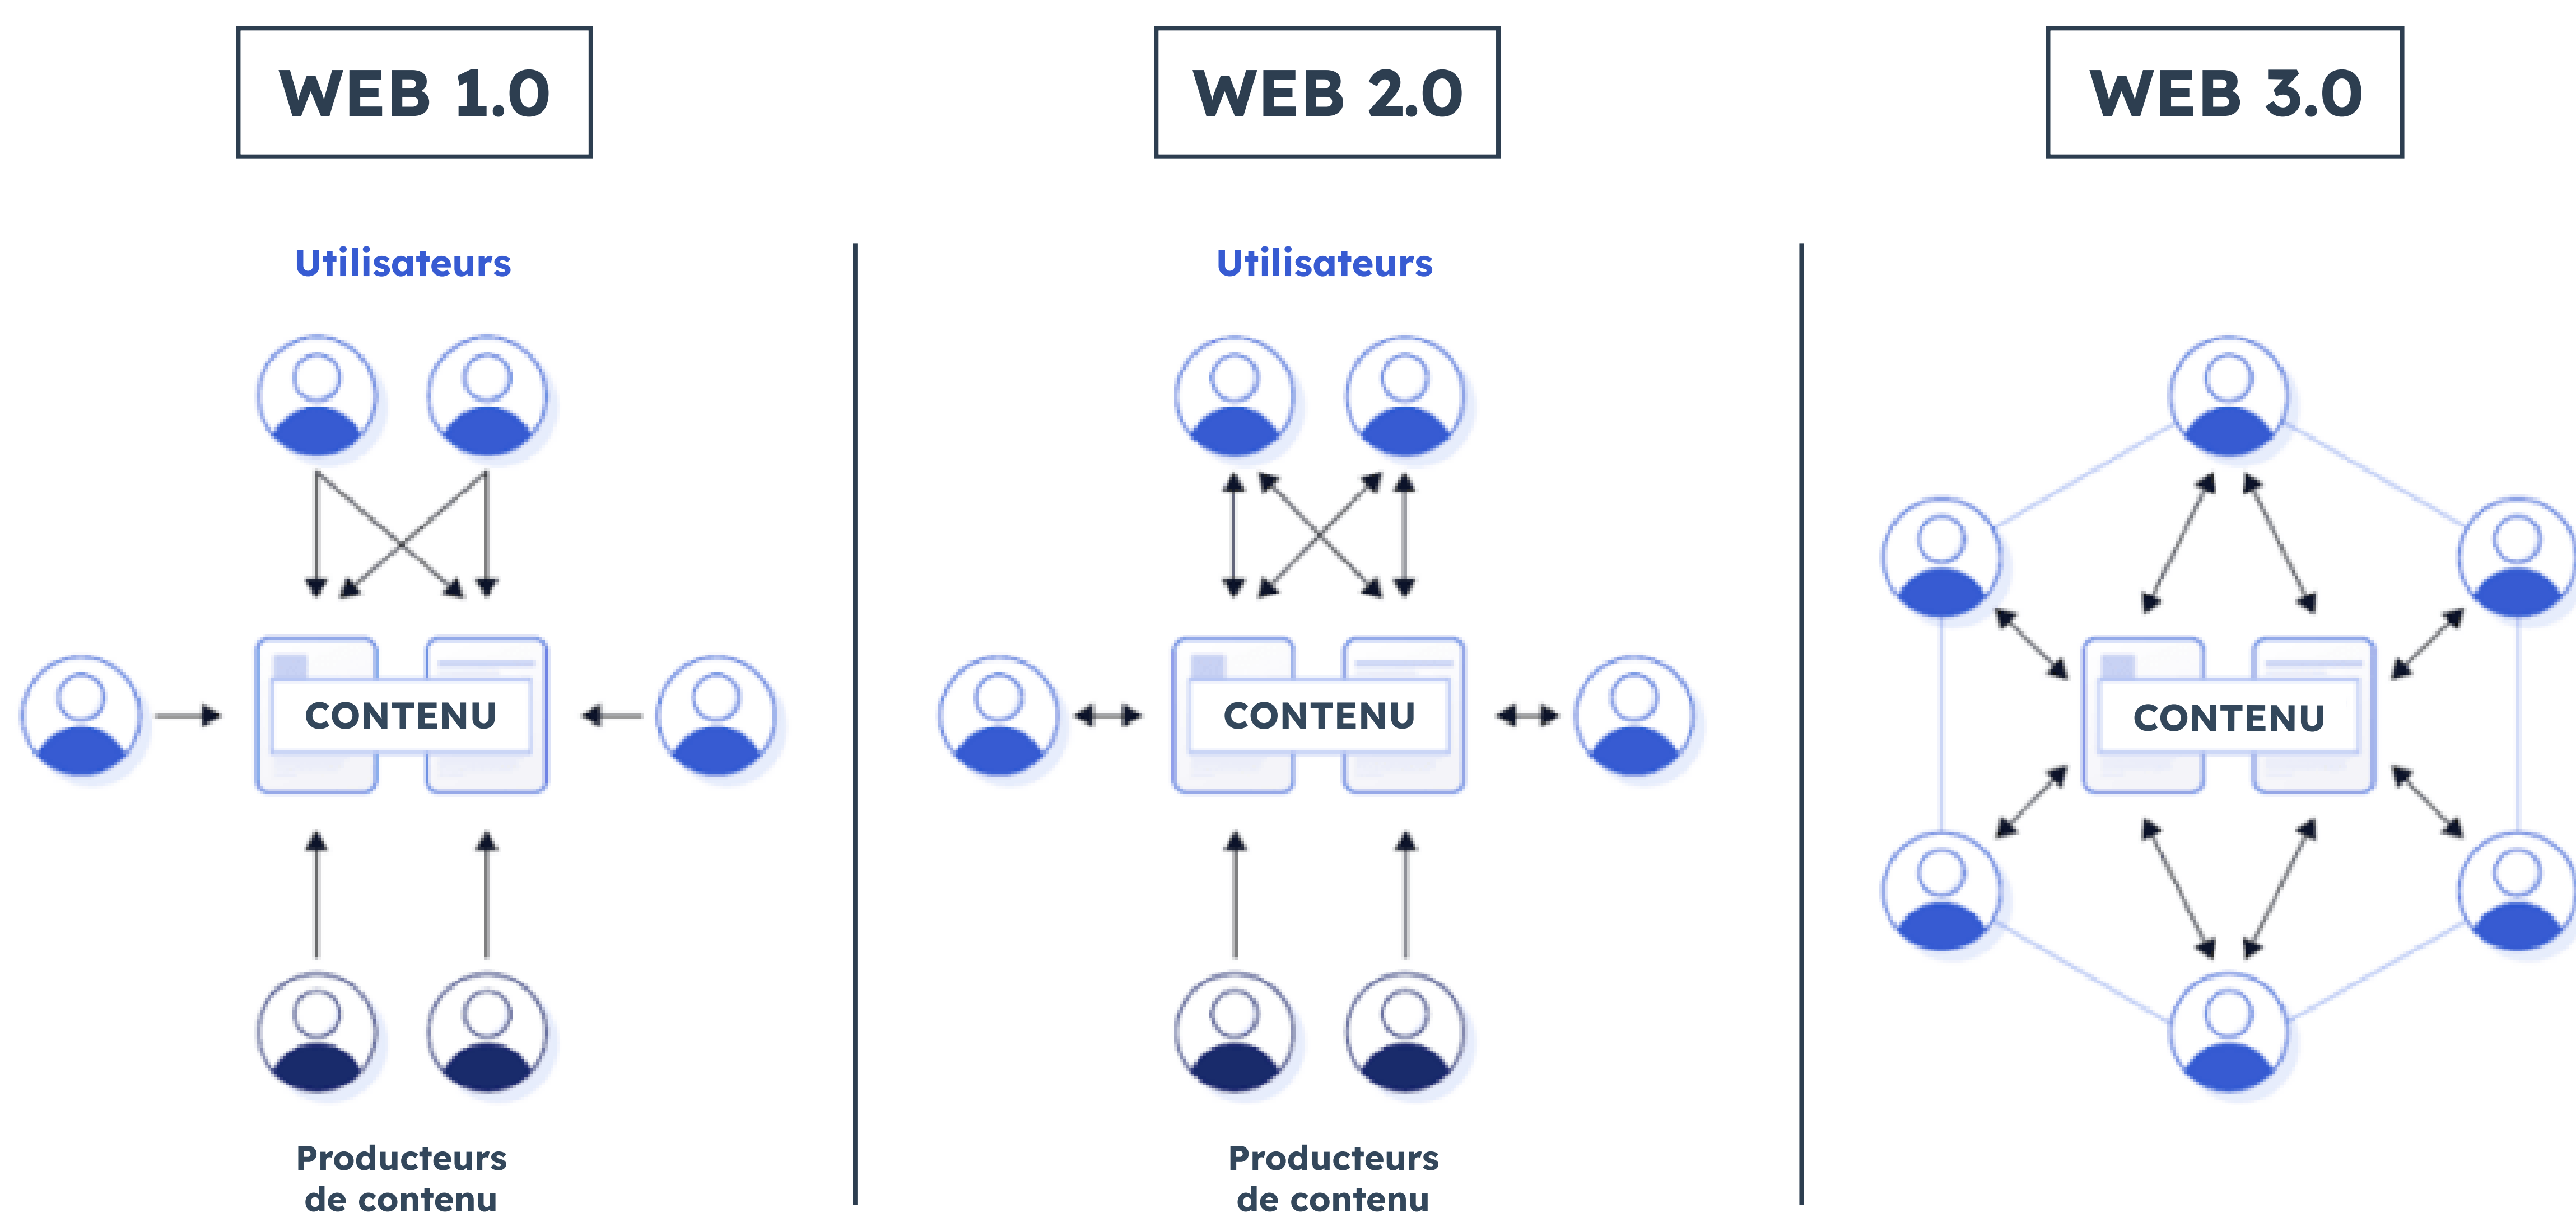 WEB 1.0
WEB 2.0
WEB 3.0
Utilisateurs
Utilisateurs
CONTENU
CONTENU
CONTENU
Producteurs
de contenu
Producteurs
de contenu